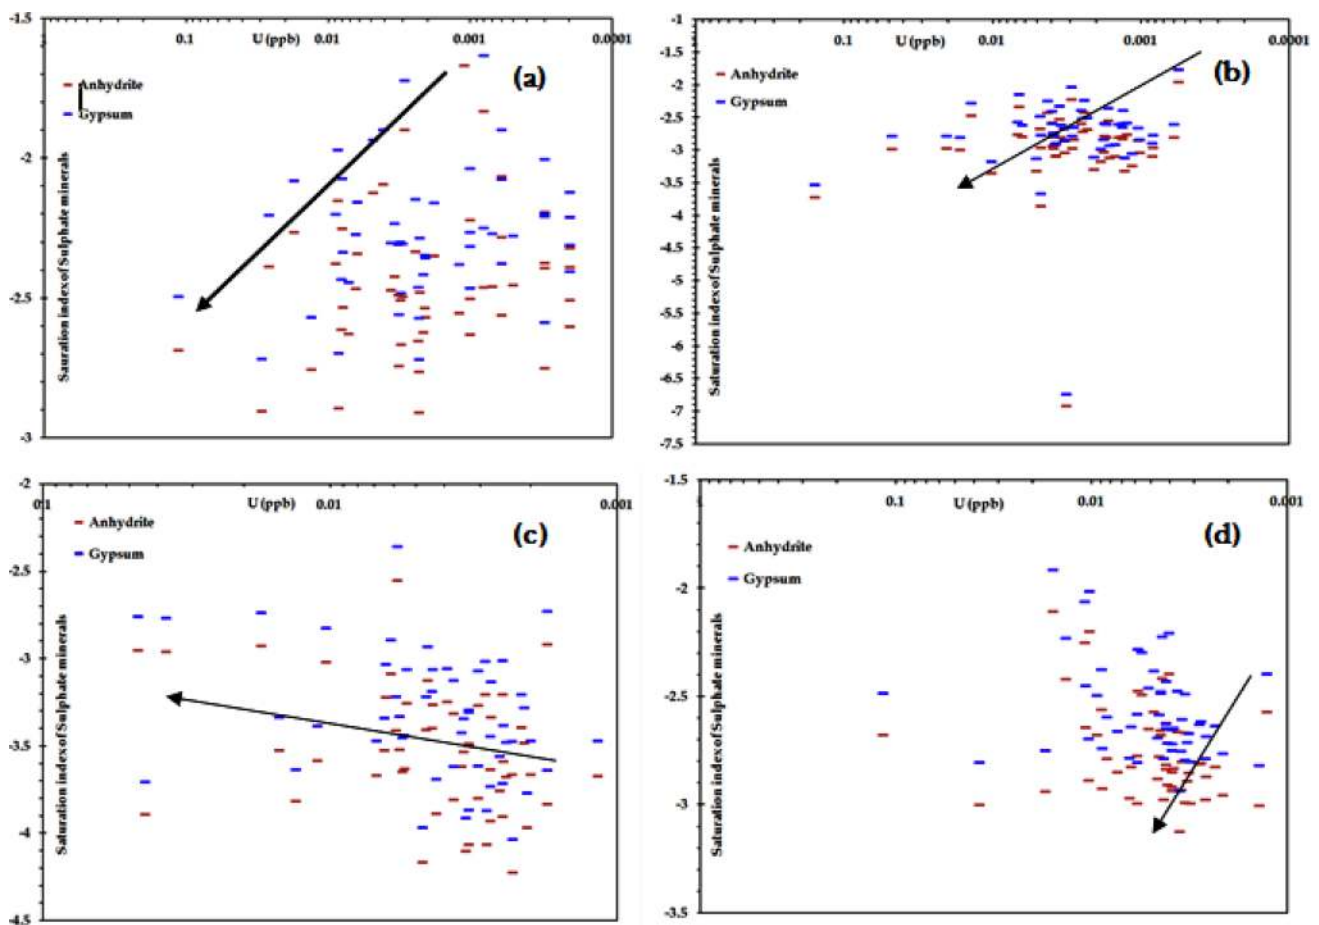 -1.5
0.1
U (ppb)
0.01
0.001
0.0001
Anhydrite
Gypsum
(a)
-2
-2.5
-3
Sauration index of Sulphate minerals
-1
0.1
U (ppb)
0.01
0.001
0.0001
-1.5
Anhydrite
Gypsum
(b)
-2
-2.5
-3
-3.5
-4
-4.5
-5
-5.5
-6
-6.5
-7
-7.5
Saturation index of Sulphate minerals
-2
0.1
U (ppb)
0.01
0.001
Anhydrite
Gypsum
(c)
-2.5
-3
-3.5
-4
-4.5
Saturation index of Sulphate minerals
-1.5
1
0.1
U (ppb)
0.01
0.001
Anhydrite
Gypsum
(d)
-2
-2.5
-3
-3.5
Saturation index of Sulphate minerals